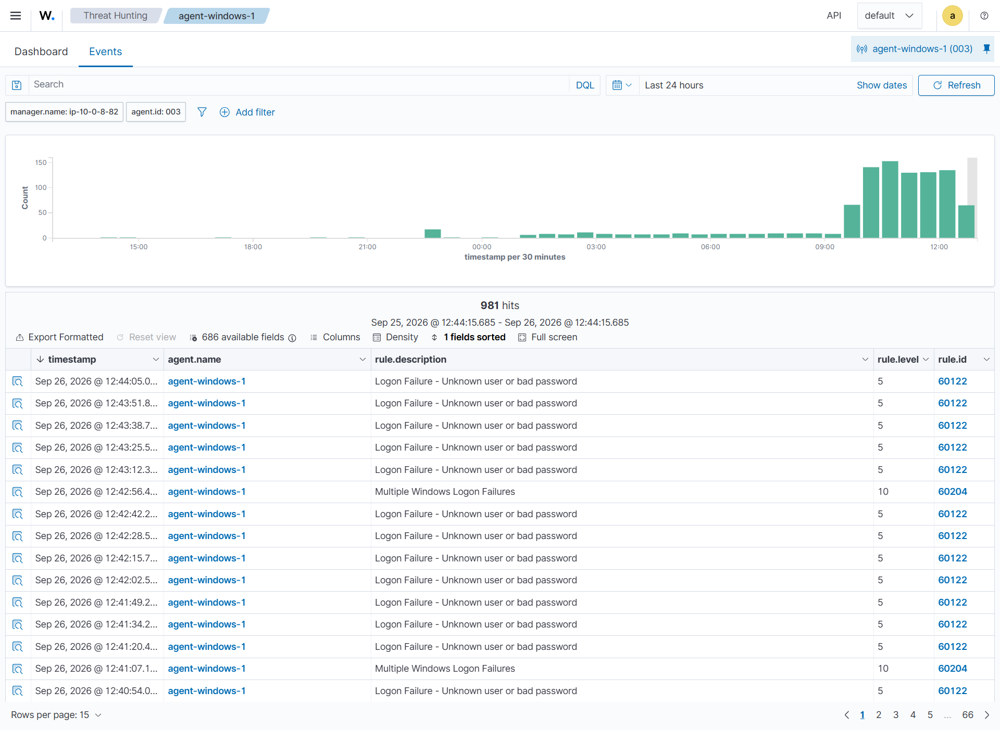 W. Threat Hunting agent-windows-1 API default a
Dashboard Events agent-windows-1 (003)
Search DQL Last 24 hours Show dates Refresh
manager.name: ip-10-0-8-82 agent.id: 003 Add filter
150
100
50
0
Count
15:00 18:00 21:00 00:00 03:00 06:00 09:00 12:00
timestamp per 30 minutes
981 hits
Sep 25, 2026 @ 12:44:15.685 - Sep 26, 2026 @ 12:44:15.685
Export Formatted Reset view 686 available fields Columns Density 1 fields sorted Full screen
timestamp agent.name rule.description rule.level rule.id
Sep 26, 2026 @ 12:44:05.0... agent-windows-1 Logon Failure - Unknown user or bad password 5 60122
Sep 26, 2026 @ 12:43:51.8... agent-windows-1 Logon Failure - Unknown user or bad password 5 60122
Sep 26, 2026 @ 12:43:38.7... agent-windows-1 Logon Failure - Unknown user or bad password 5 60122
Sep 26, 2026 @ 12:43:25.5... agent-windows-1 Logon Failure - Unknown user or bad password 5 60122
Sep 26, 2026 @ 12:43:12.3... agent-windows-1 Logon Failure - Unknown user or bad password 5 60122
Sep 26, 2026 @ 12:42:56.4... agent-windows-1 Multiple Windows Logon Failures 10 60204
Sep 26, 2026 @ 12:42:42.2... agent-windows-1 Logon Failure - Unknown user or bad password 5 60122
Sep 26, 2026 @ 12:42:28.5... agent-windows-1 Logon Failure - Unknown user or bad password 5 60122
Sep 26, 2026 @ 12:42:15.7... agent-windows-1 Logon Failure - Unknown user or bad password 5 60122
Sep 26, 2026 @ 12:42:02.5... agent-windows-1 Logon Failure - Unknown user or bad password 5 60122
Sep 26, 2026 @ 12:41:49.2... agent-windows-1 Logon Failure - Unknown user or bad password 5 60122
Sep 26, 2026 @ 12:41:34.2... agent-windows-1 Logon Failure - Unknown user or bad password 5 60122
Sep 26, 2026 @ 12:41:20.4... agent-windows-1 Logon Failure - Unknown user or bad password 5 60122
Sep 26, 2026 @ 12:41:07.1... agent-windows-1 Multiple Windows Logon Failures 10 60204
Sep 26, 2026 @ 12:40:54.0... agent-windows-1 Logon Failure - Unknown user or bad password 5 60122
Rows per page: 15 1 2 3 4 5 ... 66